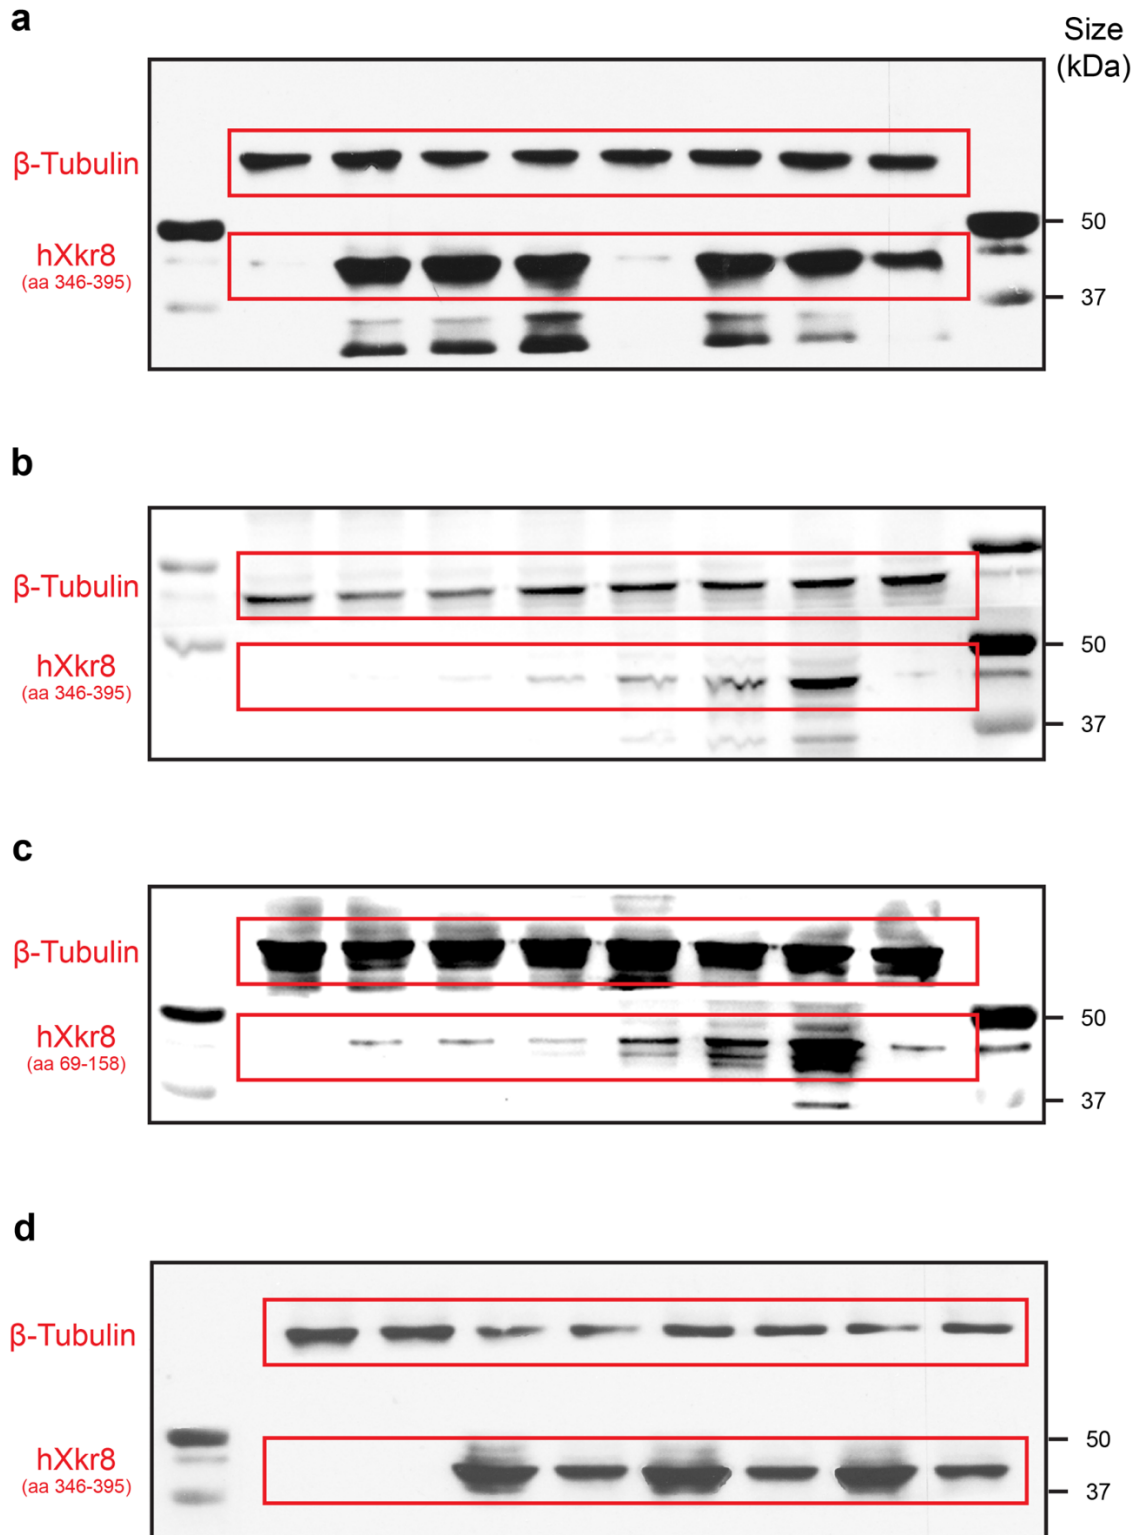 a
Size
(kDa)
β-Tubulin
50
hXkr8
(aa 346-395)
37
b
β-Tubulin
50
hXkr8
(aa 346-395)
37
c
β-Tubulin
50
hXkr8
(aa 69-158)
37
d
β-Tubulin
50
hXkr8
(aa 346-395)
37